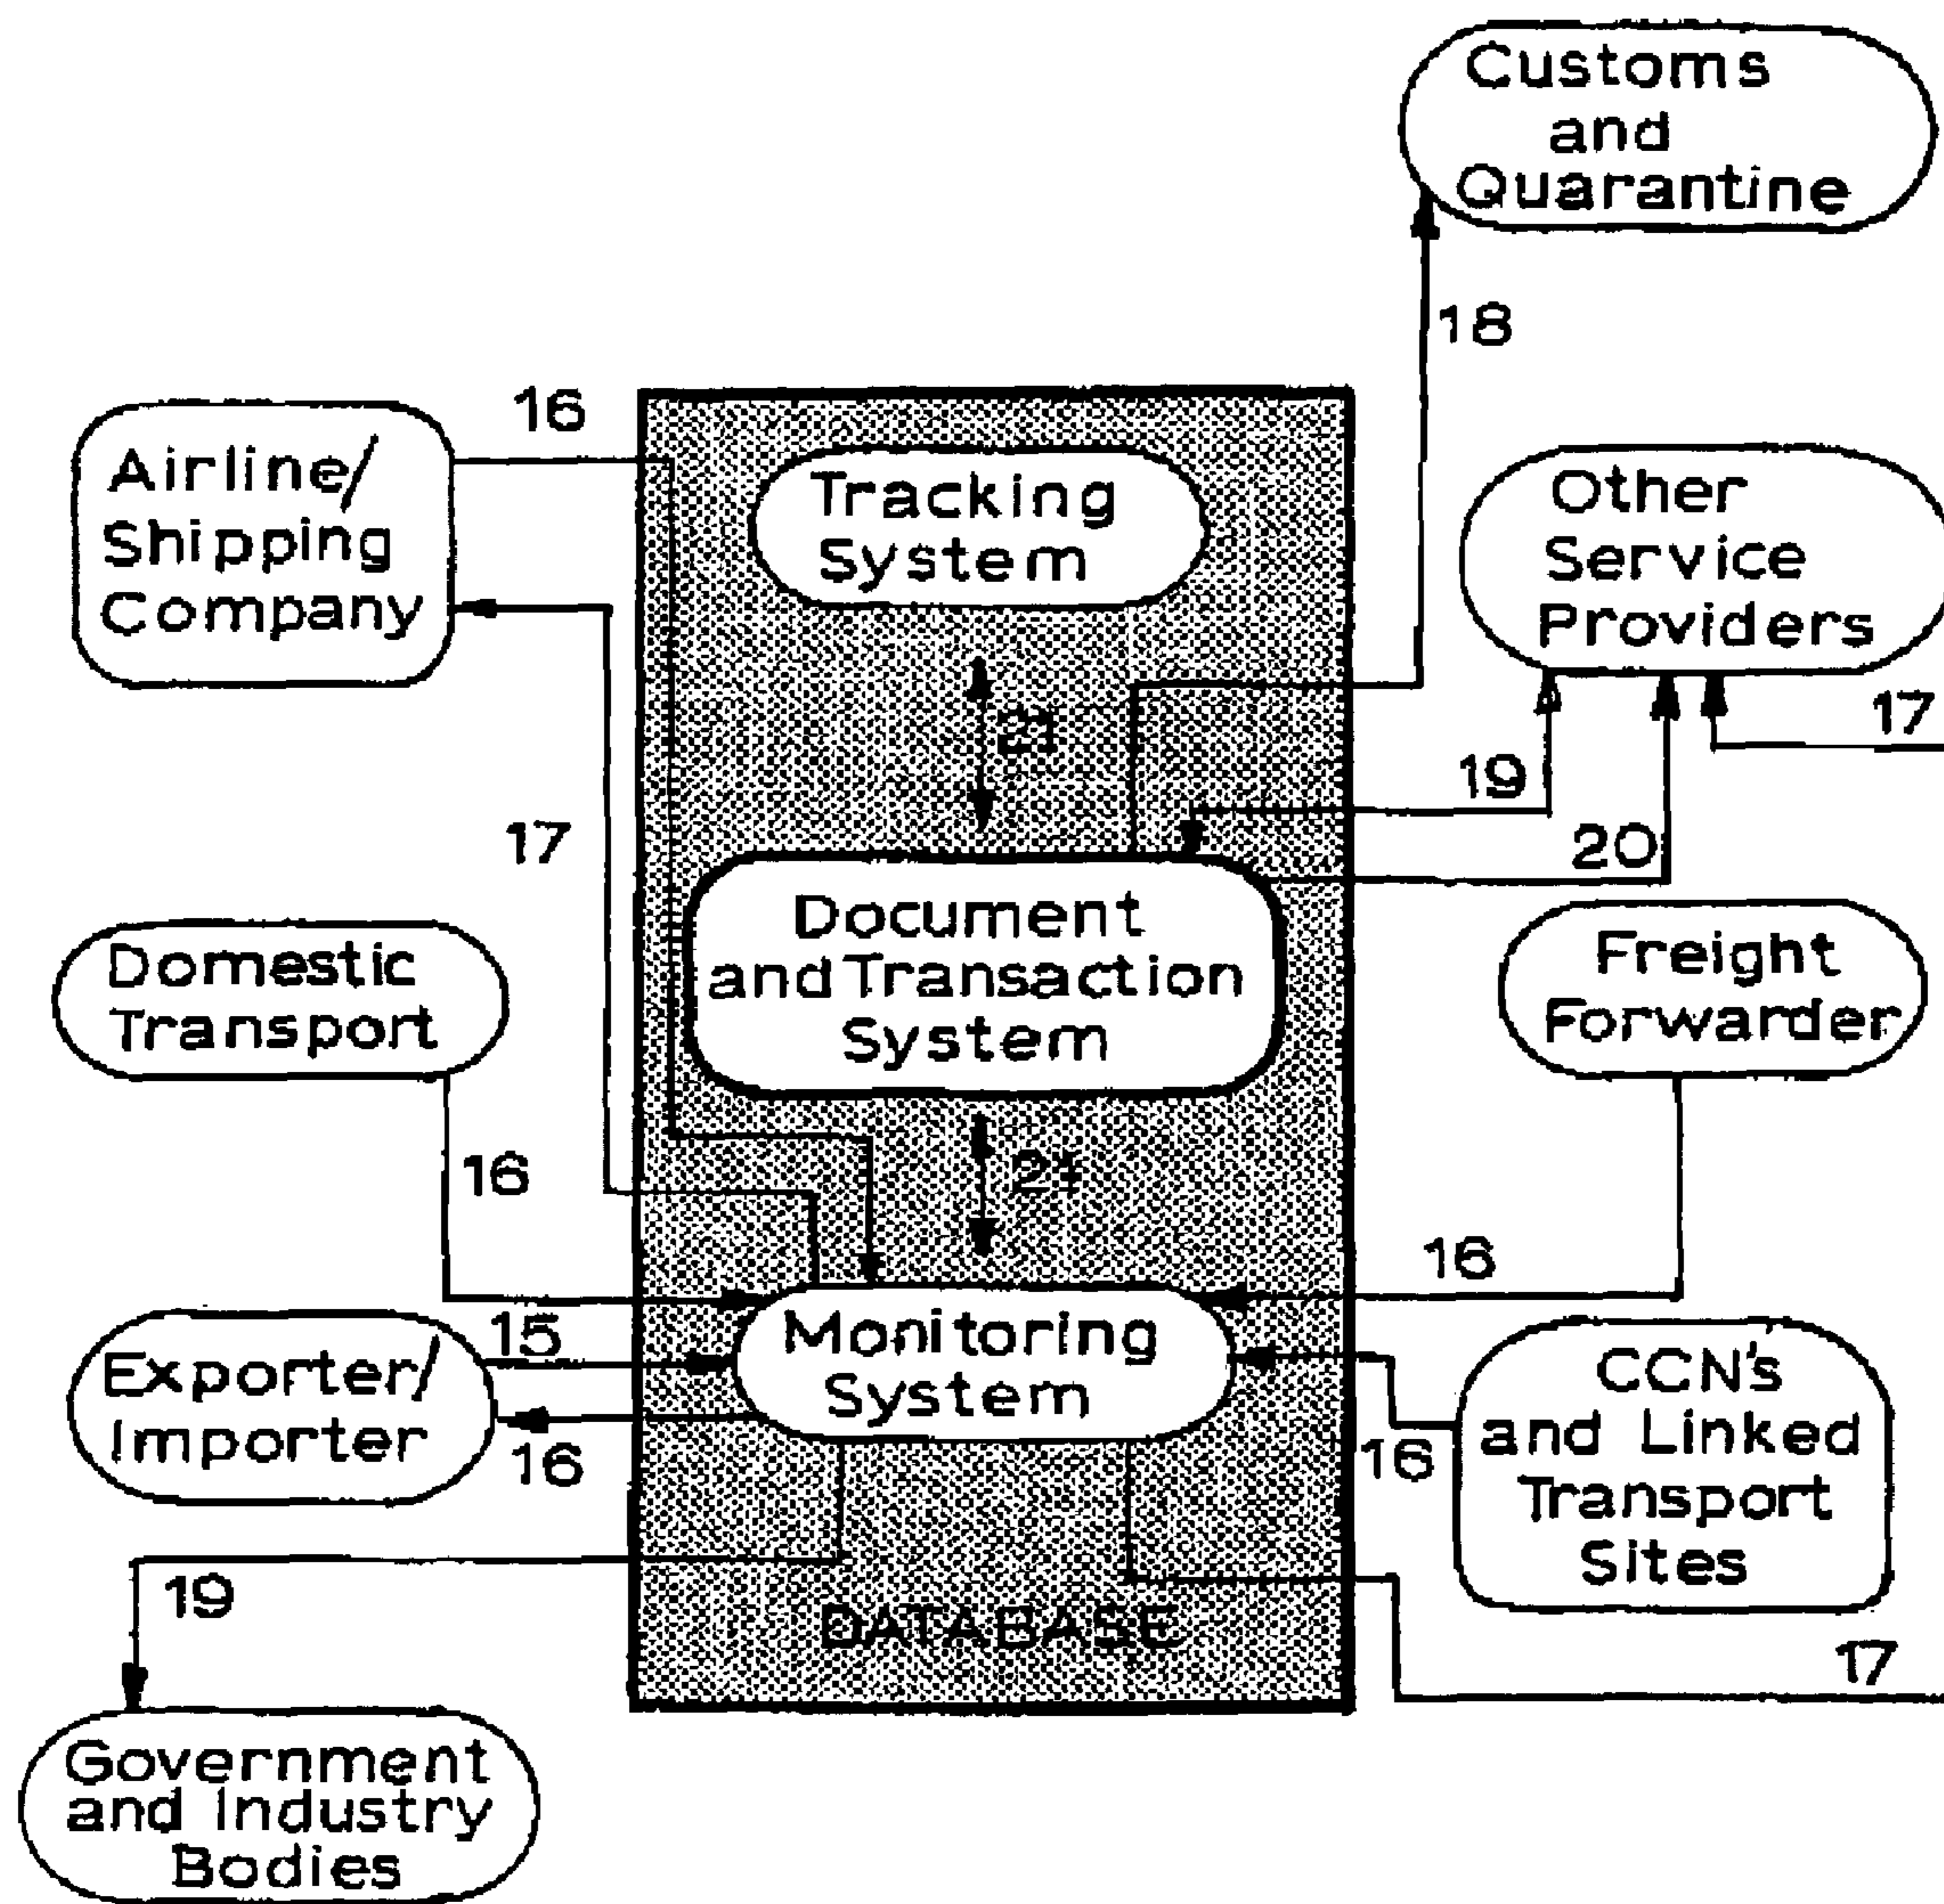 Customs
and
Quarantine
18
16
Airline/
Shipping
Company
Tracking
System
Other
Service
Providers
17
21
19
17
20
Document
and Transaction
System
Domestic
Transport
Freight
Forwarder
16
21
16
15
Monitoring
System
Exporter/
Importer
16
CCN's
and Linked
Transport
Sites
16
19
DATABASE
17
Government
and Industry
Bodies